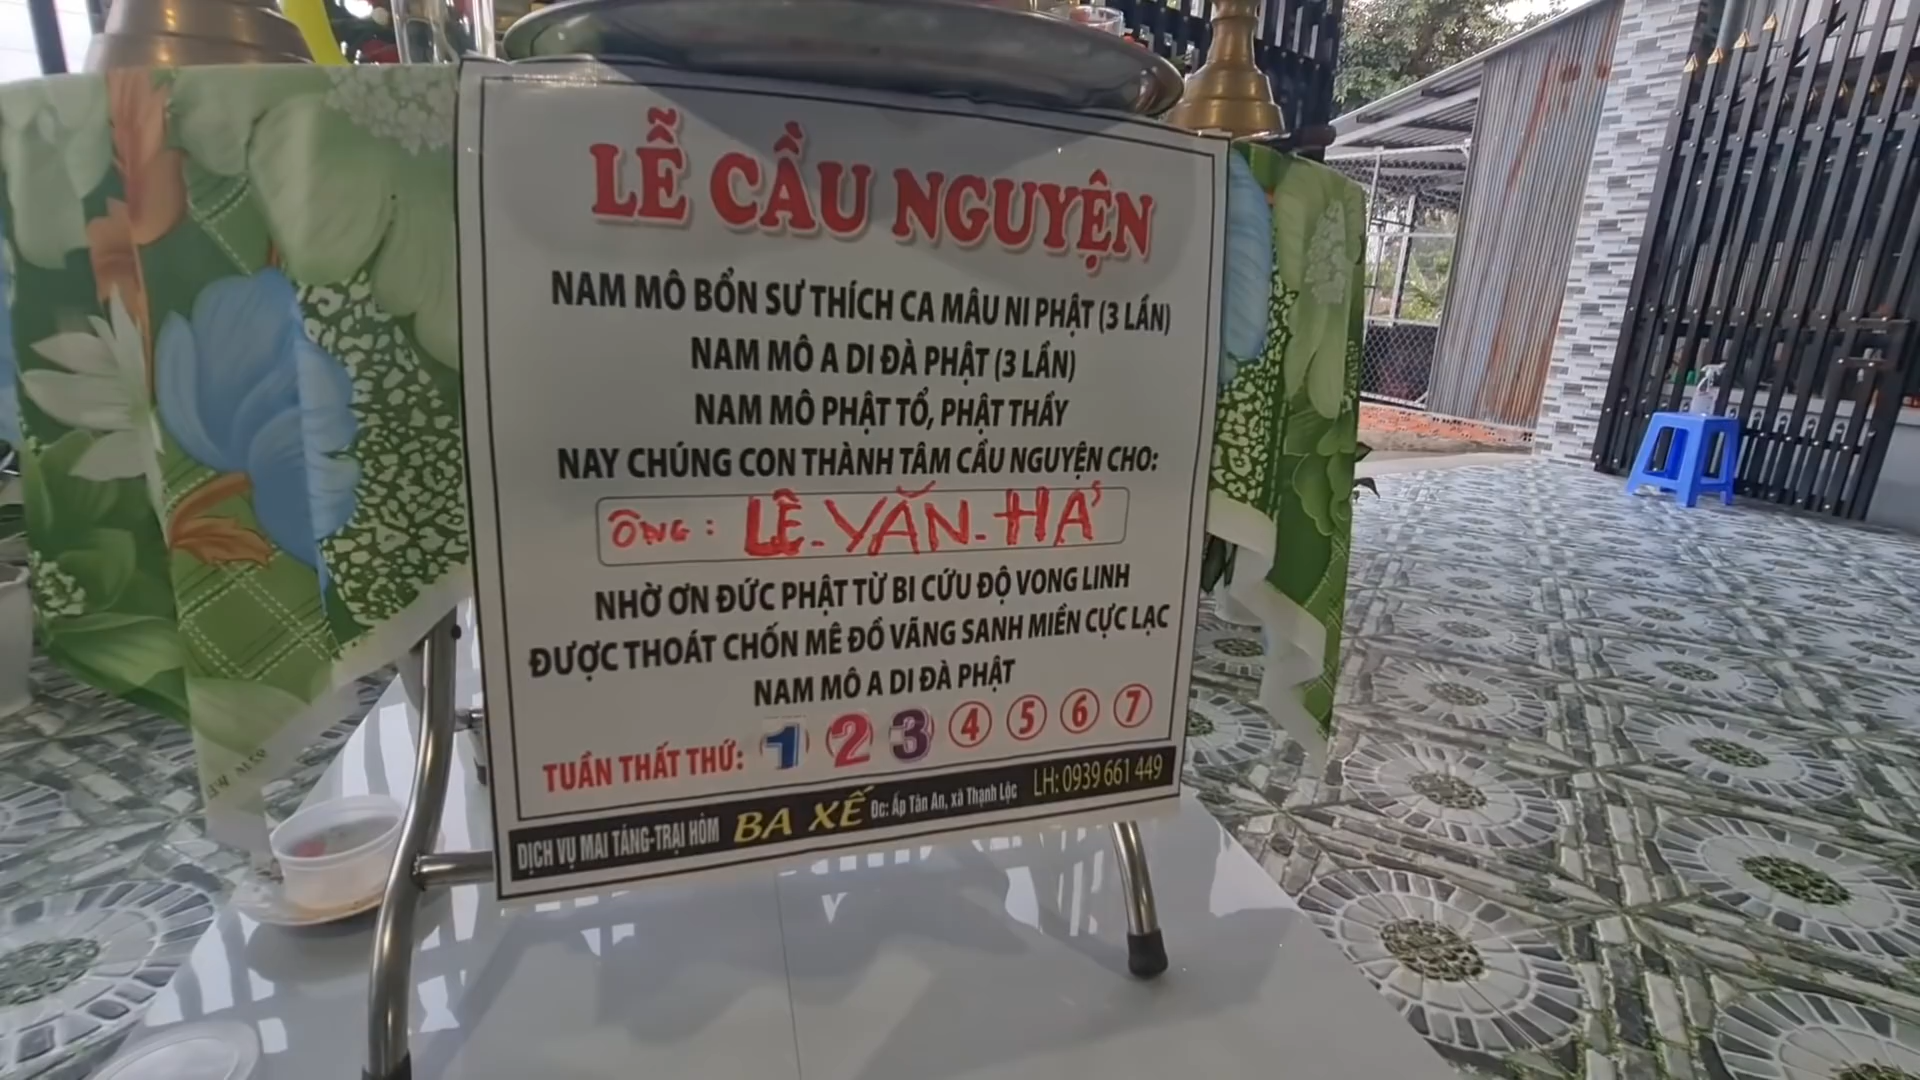 LỄ CẦU NGUYỆN
NAM MÔ BỔN SƯ THÍCH CA MÂU NI PHẬT (3 LẦN)
NAM MÔ A DI ĐÀ PHẬT (3 LẦN)
NAM MÔ PHẬT TỔ, PHẬT THẦY
NAY CHÚNG CON THÀNH TÂM CẦU NGUYỆN CHO:
ÔNG: LÊ-VĂN-HẢ
NHỜ ƠN ĐỨC PHẬT TỪ BI CỨU ĐỘ VONG LINH
ĐƯỢC THOÁT CHỐN MÊ ĐỒ VÃNG SANH MIỀN CỰC LẠC
NAM MÔ A DI ĐÀ PHẬT
TUẦN THẤT THỨ: 1 2 3 4 5 6 7
DỊCH VỤ MAI TÁNG-TRẠI HÒM BA XẾ Đc: Ấp Tân An, xã Thạnh Lộc LH: 0939 661 449